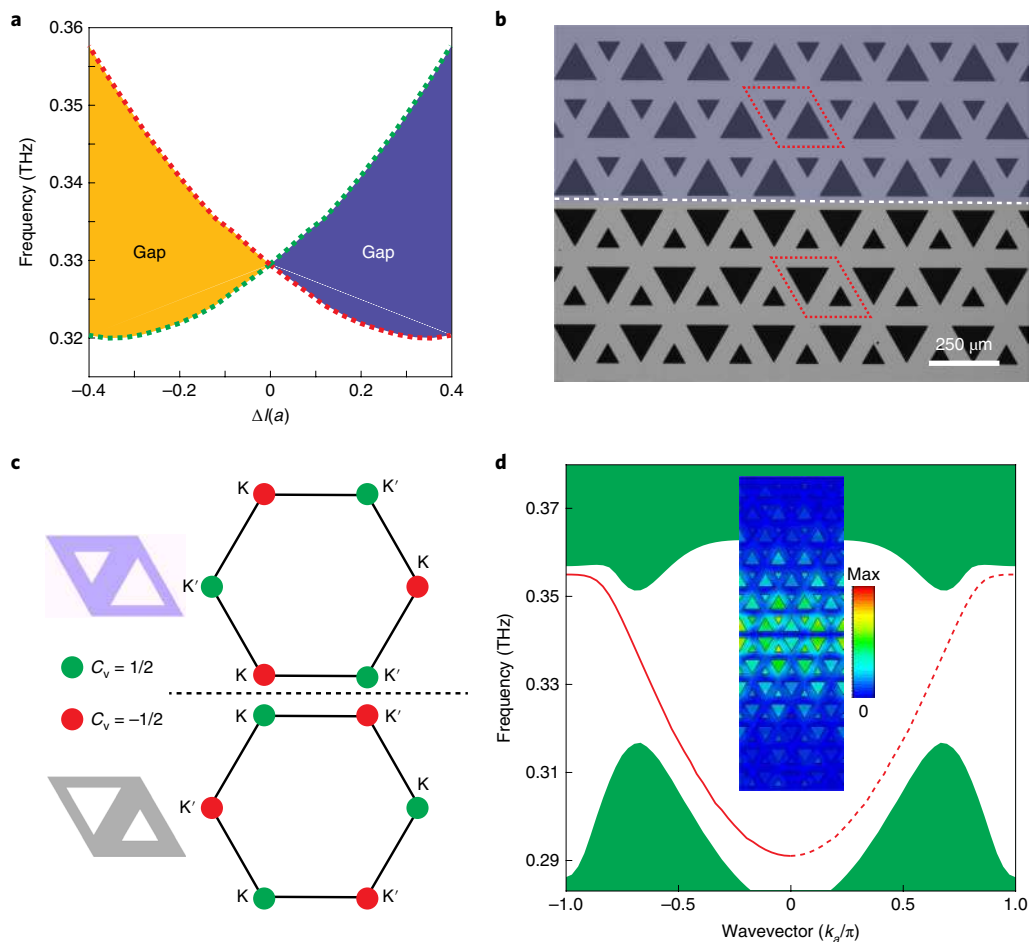 a
0.36
0.35
0.34
0.33
0.32
Frequency (THz)
Gap
Gap
−0.4
−0.2
0
0.2
0.4
Δl(a)
b
250 μm
c
K
K′
K′
K
K
K′
C_v = 1/2
C_v = −1/2
K
K′
K′
K
K
K′
d
0.37
0.35
0.33
0.31
0.29
Frequency (THz)
Max
0
−1.0
−0.5
0
0.5
1.0
Wavevector (k_a/π)